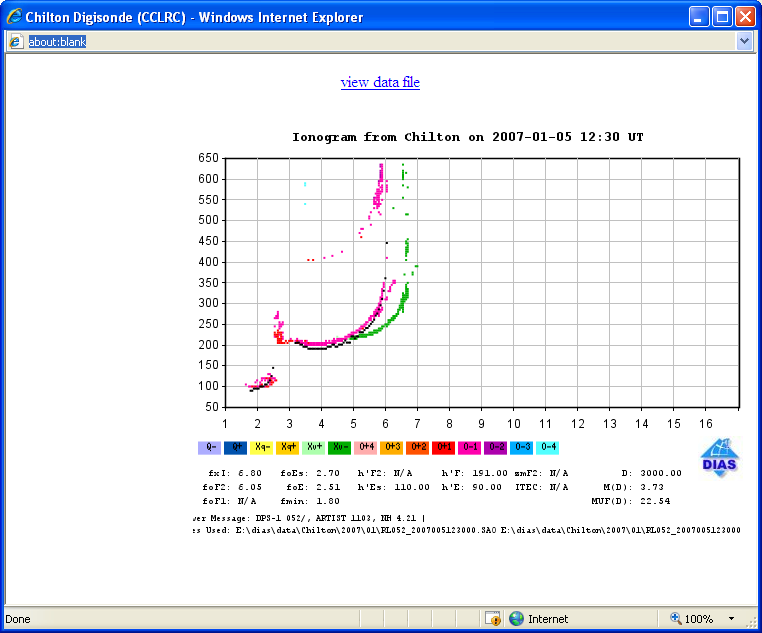 Chilton Digisonde (CCLRC) - Windows Internet Explorer
about:blank
view data file
Ionogram from Chilton on 2007-01-05 12:30 UT
650
600
550
500
450
400
350
300
250
200
150
100
50
1 2 3 4 5 6 7 8 9 10 11 12 13 14 15 16
Q- Q+ Xq- Xq+ Xv+ Xv- O+4 O+3 O+2 O+1 O-1 O-2 O-3 O-4
fxI: 6.80 foEs: 2.70 h'F2: N/A h'F: 191.00 zmF2: N/A D: 3000.00
foF2: 6.05 foE: 2.51 h'Es: 110.00 h'E: 90.00 ITEC: N/A M(D): 3.73
foF1: N/A fmin: 1.80 MUF(D): 22.54
DIAS
ver Message: DPS-1 052/, ARTIST 1103, NH 4.21 |
es Used: E:\dias\data\Chilton\2007\01\RL052_2007005123000.SAO E:\dias\data\Chilton\2007\01\RL052_2007005123000
Done Internet 100%